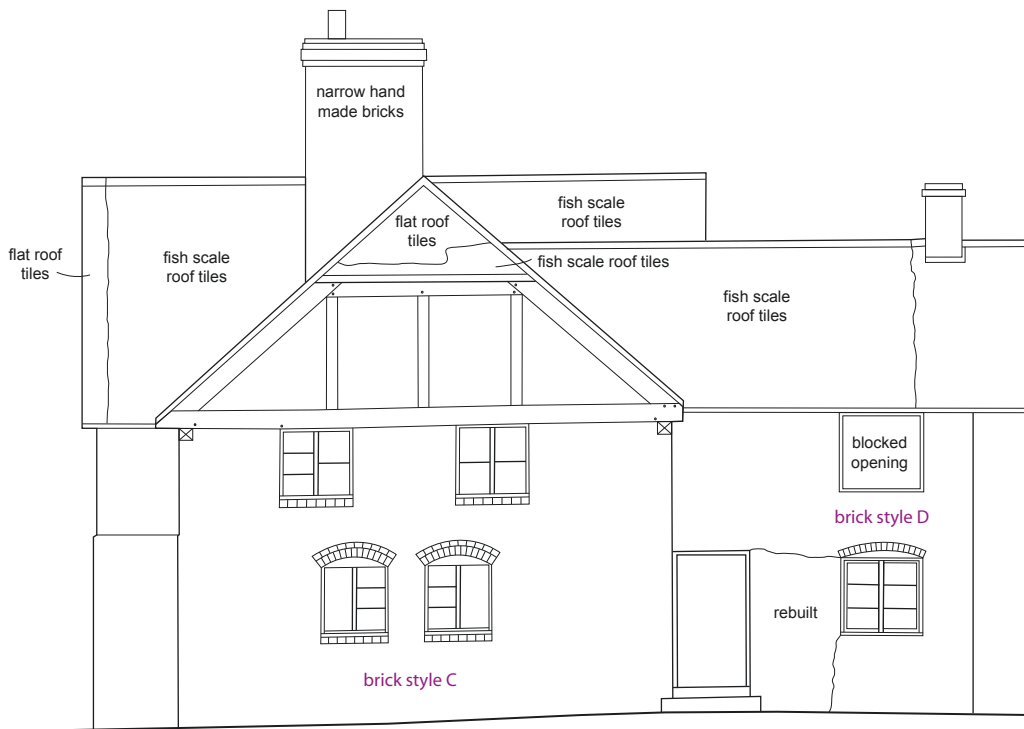 narrow hand
made bricks
fish scale
roof tiles
flat roof
tiles
flat roof
tiles
fish scale
roof tiles
fish scale roof tiles
fish scale
roof tiles
blocked
opening
brick style D
rebuilt
brick style C